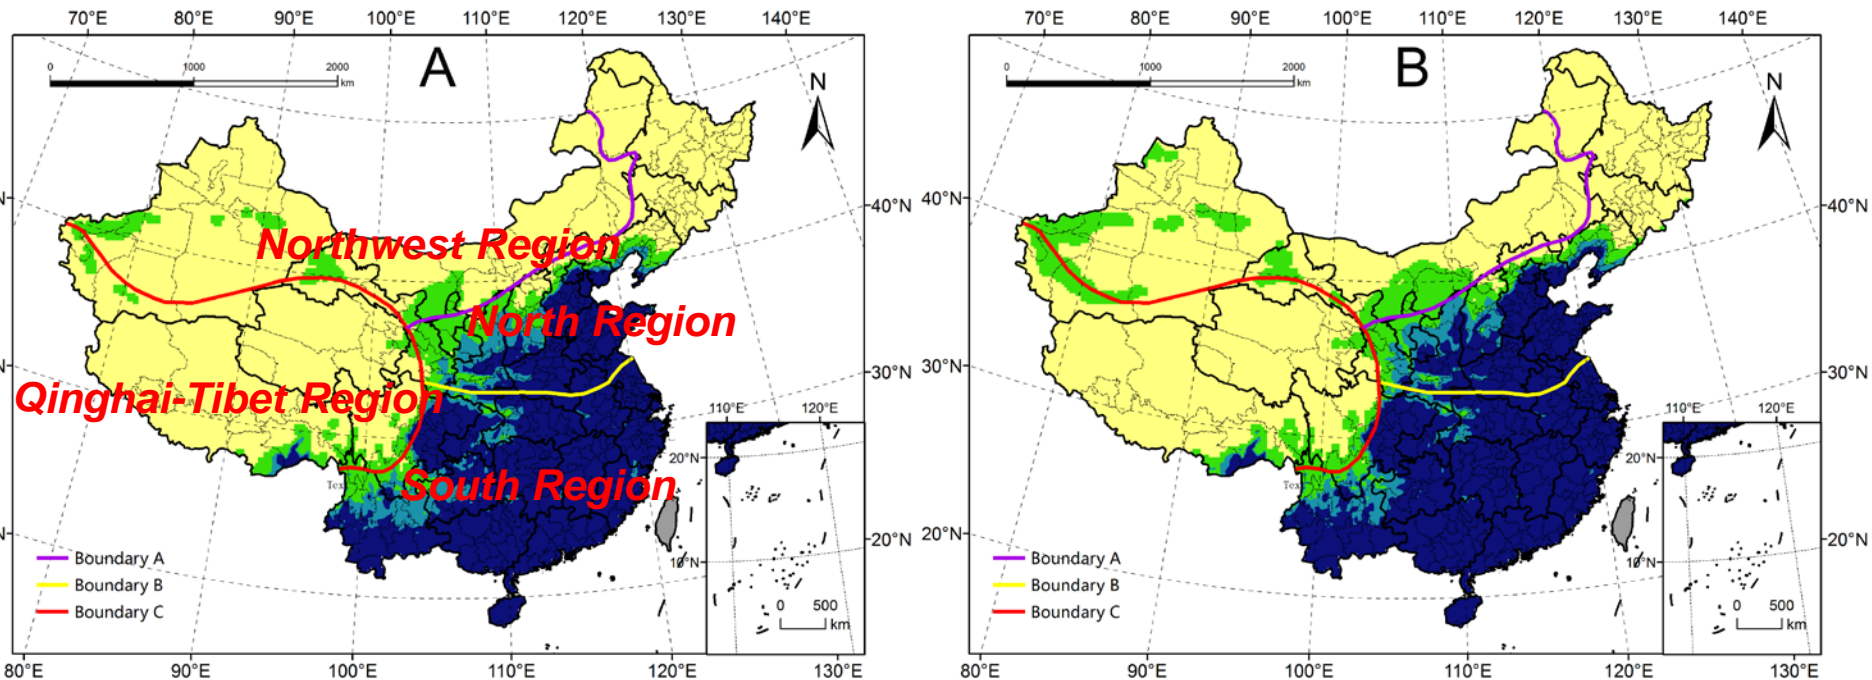 70°E 80°E 90°E 100°E 110°E 120°E 130°E 140°E
A
0 1000 2000
km
N
40°N
30°N
20°N
Northwest Region
North Region
Qinghai-Tibet Region
South Region
Tex
Boundary A
Boundary B
Boundary C
110°E 120°E
20°N
10°N
0 500
km
80°E 90°E 100°E 110°E 120°E 130°E
70°E 80°E 90°E 100°E 110°E 120°E 130°E 140°E
B
0 1000 2000
km
N
40°N 40°N
30°N 30°N
20°N 20°N
Tex
Boundary A
Boundary B
Boundary C
110°E 120°E
20°N
10°N
0 500
km
80°E 90°E 100°E 110°E 120°E 130°E